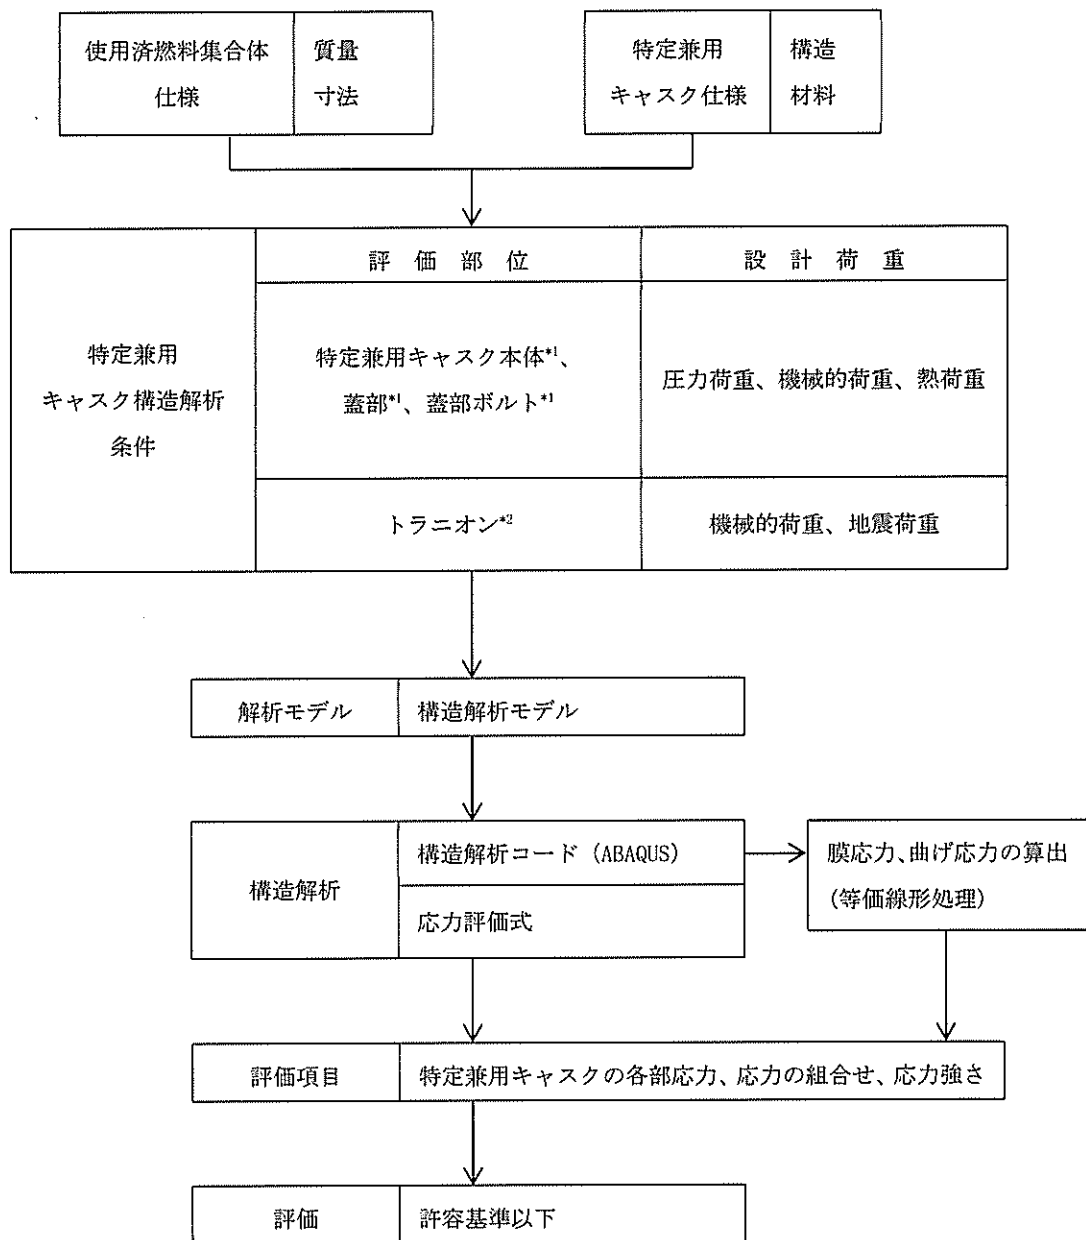 使用済燃料集合体
仕様
質量
寸法
特定兼用
キャスク仕様
構造
材料
特定兼用
キャスク構造解析
条件
評 価 部 位
設 計 荷 重
特定兼用キャスク本体*1、
蓋部*1、蓋部ボルト*1
圧力荷重、機械的荷重、熱荷重
トラニオン*2
機械的荷重、地震荷重
解析モデル
構造解析モデル
構造解析
構造解析コード (ABAQUS)
応力評価式
膜応力、曲げ応力の算出
(等価線形処理)
評価項目
特定兼用キャスクの各部応力、応力の組合せ、応力強さ
評価
許容基準以下